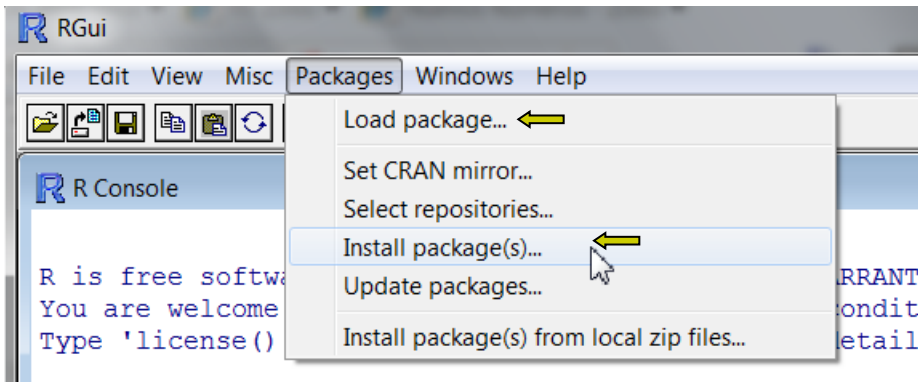 RGui
File Edit View Misc Packages Windows Help
Load package...
Set CRAN mirror...
Select repositories...
Install package(s)...
Update packages...
Install package(s) from local zip files...
R Console
R is free
You are welcome
Type 'license()